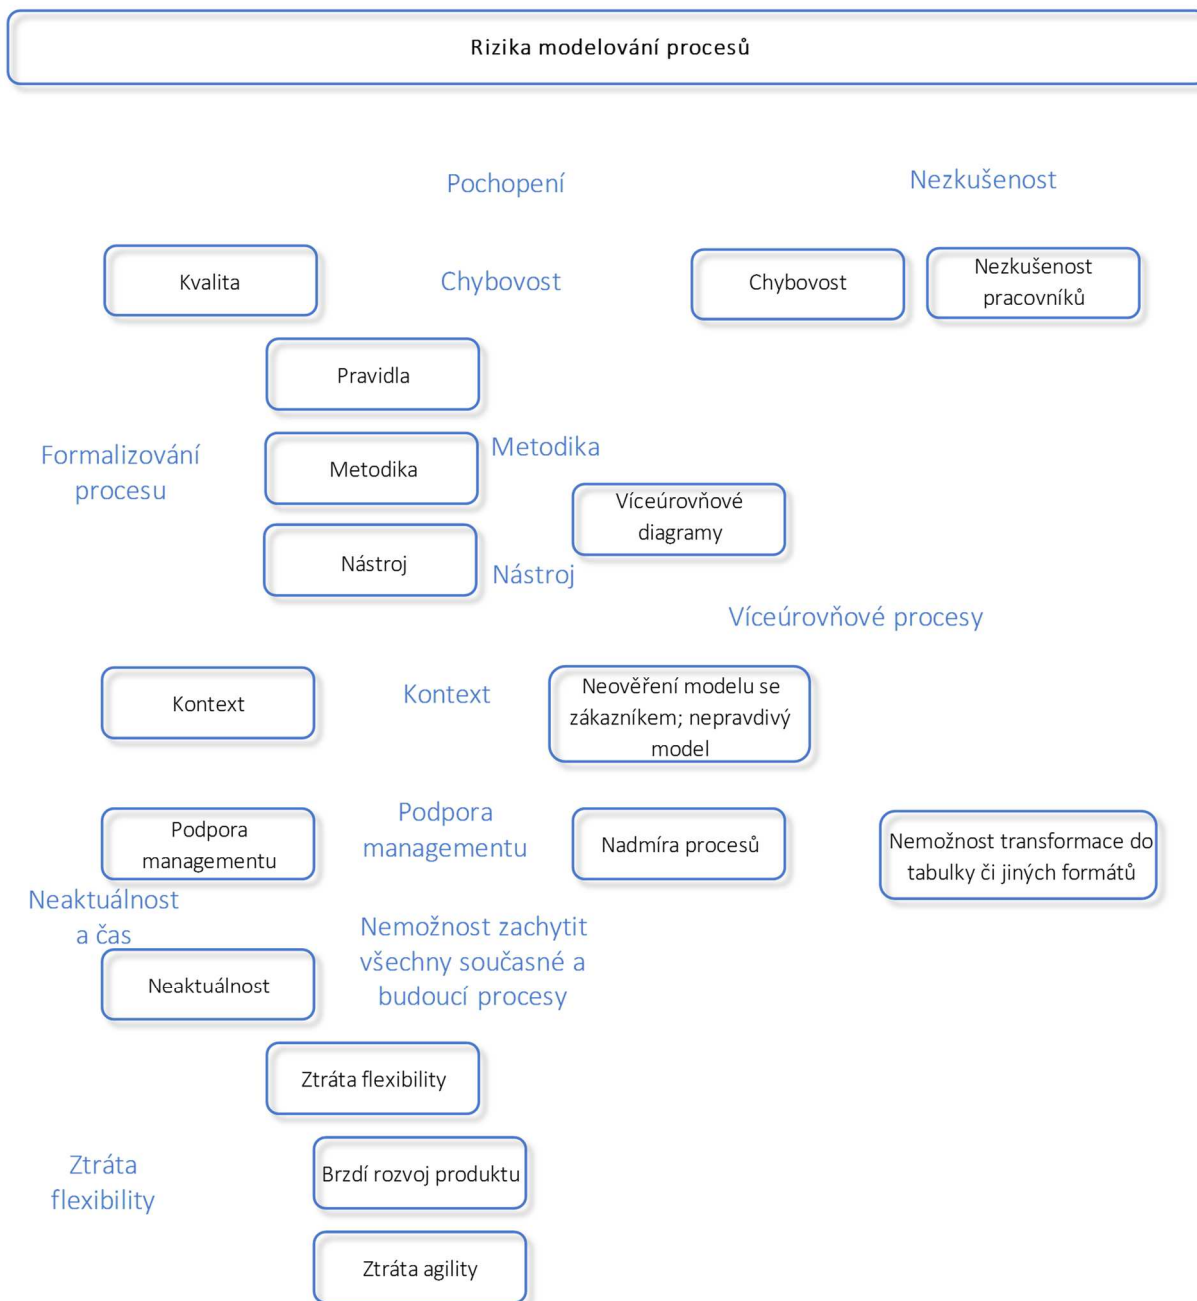 Rizika modelování procesů
Pochopení
Nezkušenost
Kvalita
Chybovost
Chybovost
Nezkušenost
pracovníků
Pravidla
Formalizování
procesu
Metodika
Metodika
Víceúrovňové
diagramy
Nástroj
Nástroj
Víceúrovňové procesy
Kontext
Kontext
Neověření modelu se
zákazníkem; nepravdivý
model
Podpora
managementu
Podpora
managementu
Nadmíra procesů
Nemožnost transformace do
tabulky či jiných formátů
Neaktuálnost
a čas
Nemožnost zachytit
všechny současné a
budoucí procesy
Neaktuálnost
Ztráta flexibility
Ztráta
flexibility
Brzdí rozvoj produktu
Ztráta agility